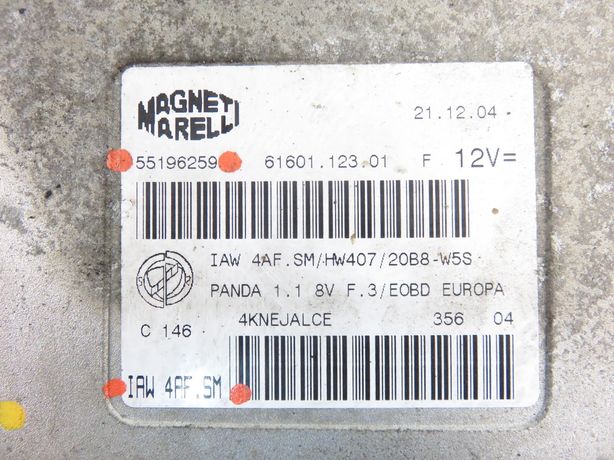 MAGNETI
MARELLI
21.12.04
55196259 61601.123.01 F 12V=
IAW 4AF.SM/HW407/20B8-W5S
PANDA 1.1 8V F.3/EOBD EUROPA
C 146 4KNEJALCE 356 04
IAW 4AF.SM